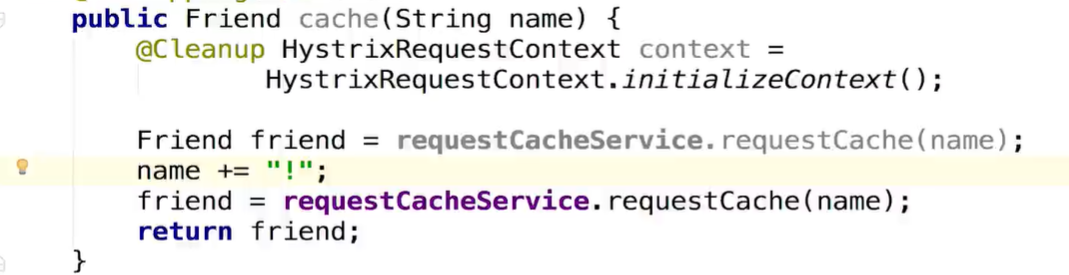 public Friend cache(String name) {
@Cleanup HystrixRequestContext context =
HystrixRequestContext.initializeContext();
Friend friend = requestCacheService.requestCache(name);
name += "!";
friend = requestCacheService.requestCache(name);
return friend;
}